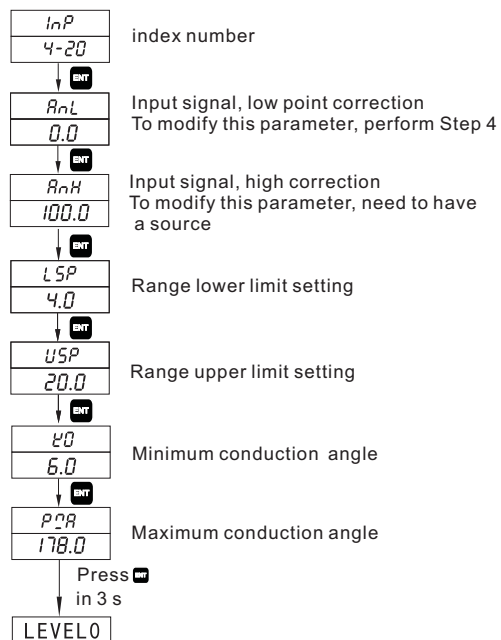 InP
4-20
index number
ENT
AnL
0.0
Input signal, low point correction
To modify this parameter, perform Step 4
ENT
AnH
100.0
Input signal, high correction
To modify this parameter, need to have
a source
ENT
LSP
4.0
Range lower limit setting
ENT
USP
20.0
Range upper limit setting
ENT
6.0
Minimum conduction angle
ENT
178.0
Maximum conduction angle
Press ENT
in 3 s
LEVEL0